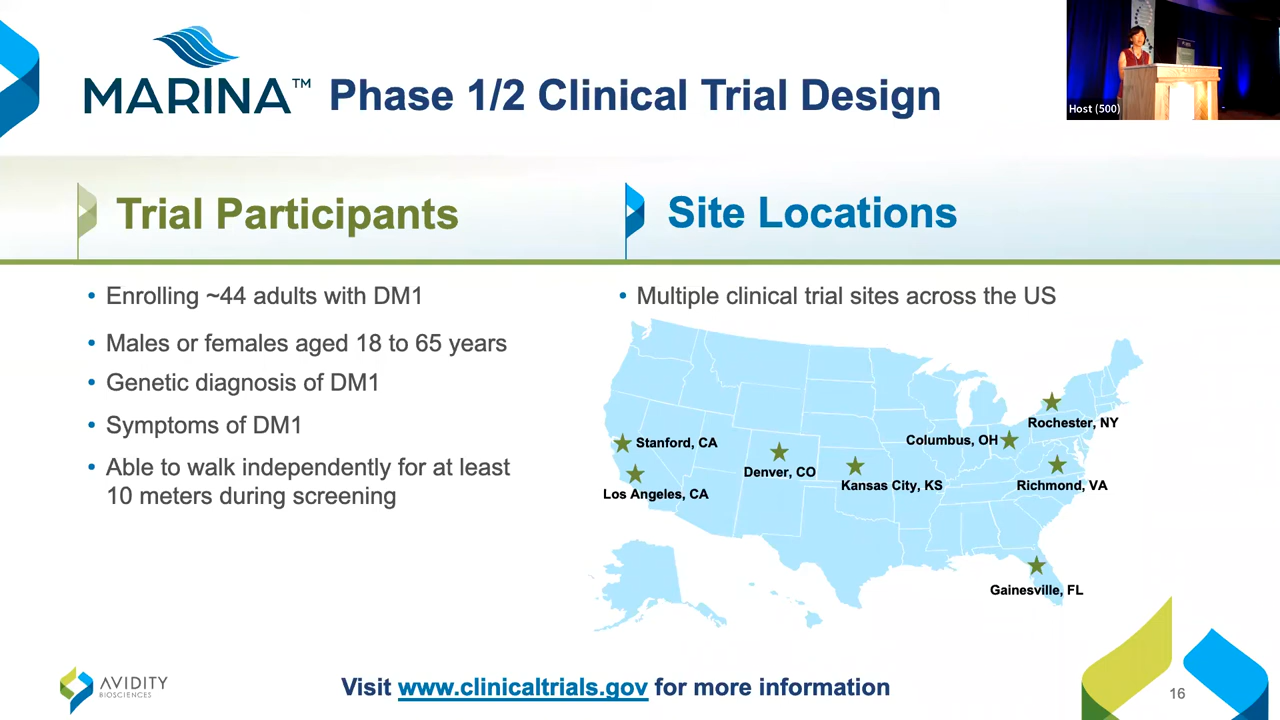 MARINA™ Phase 1/2 Clinical Trial Design
Host (500)
Trial Participants
• Enrolling ~44 adults with DM1
• Males or females aged 18 to 65 years
• Genetic diagnosis of DM1
• Symptoms of DM1
• Able to walk independently for at least
10 meters during screening
Site Locations
• Multiple clinical trial sites across the US
Rochester, NY
Columbus, OH
Stanford, CA
Denver, CO
Kansas City, KS
Richmond, VA
Los Angeles, CA
Gainesville, FL
AVIDITY
BIOSCIENCES
Visit www.clinicaltrials.gov for more information
16